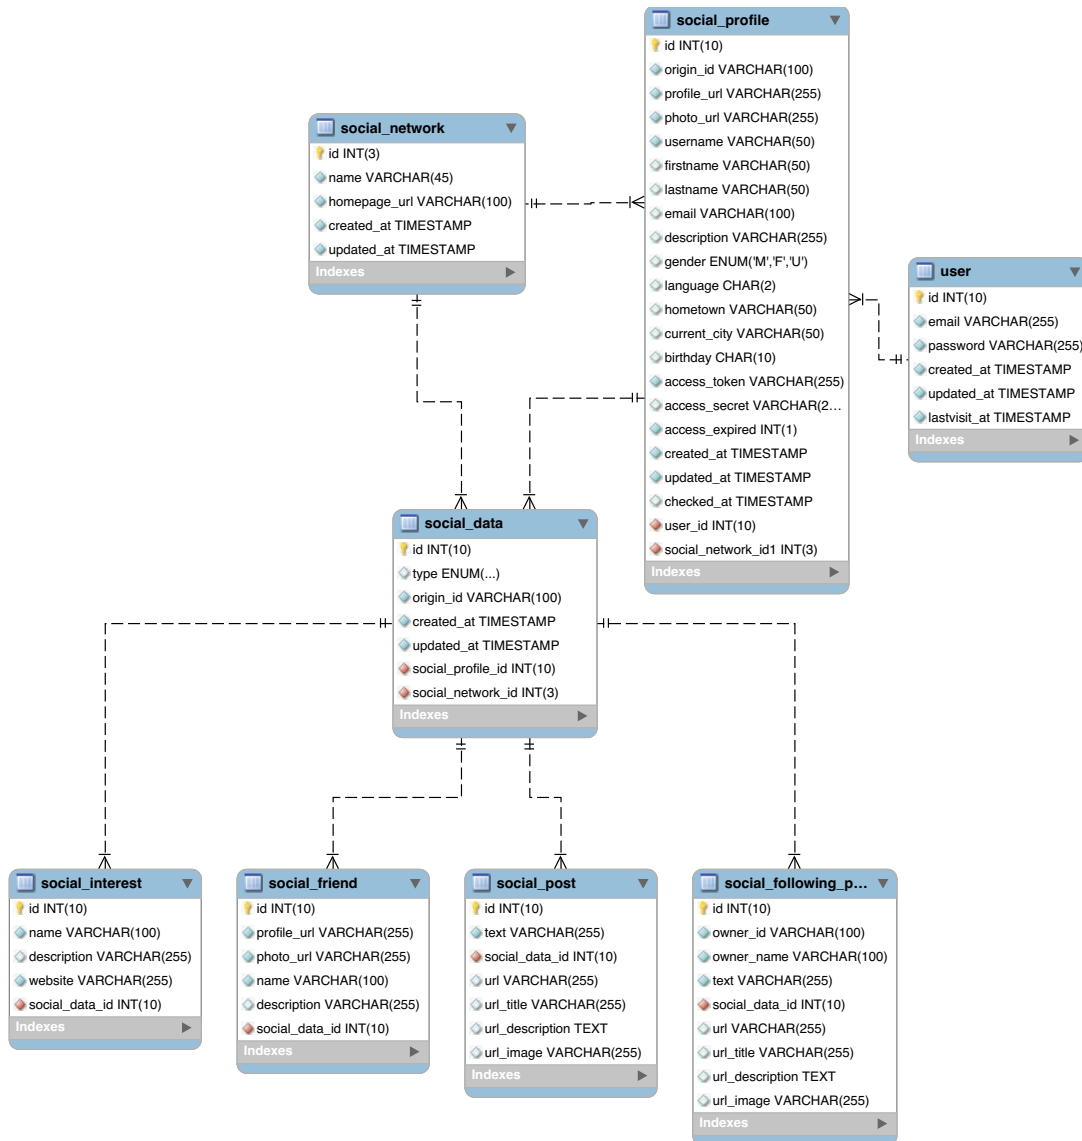 social_profile
id INT(10)
origin_id VARCHAR(100)
profile_url VARCHAR(255)
photo_url VARCHAR(255)
username VARCHAR(50)
firstname VARCHAR(50)
lastname VARCHAR(50)
email VARCHAR(100)
description VARCHAR(255)
gender ENUM('M','F','U')
language CHAR(2)
hometown VARCHAR(50)
current_city VARCHAR(50)
birthday CHAR(10)
access_token VARCHAR(255)
access_secret VARCHAR(2...
access_expired INT(1)
created_at TIMESTAMP
updated_at TIMESTAMP
checked_at TIMESTAMP
user_id INT(10)
social_network_id1 INT(3)
Indexes
social_network
id INT(3)
name VARCHAR(45)
homepage_url VARCHAR(100)
created_at TIMESTAMP
updated_at TIMESTAMP
Indexes
user
id INT(10)
email VARCHAR(255)
password VARCHAR(255)
created_at TIMESTAMP
updated_at TIMESTAMP
lastvisit_at TIMESTAMP
Indexes
social_data
id INT(10)
type ENUM(...)
origin_id VARCHAR(100)
created_at TIMESTAMP
updated_at TIMESTAMP
social_profile_id INT(10)
social_network_id INT(3)
Indexes
social_interest
id INT(10)
name VARCHAR(100)
description VARCHAR(255)
website VARCHAR(255)
social_data_id INT(10)
Indexes
social_friend
id INT(10)
profile_url VARCHAR(255)
photo_url VARCHAR(255)
name VARCHAR(100)
description VARCHAR(255)
social_data_id INT(10)
Indexes
social_post
id INT(10)
text VARCHAR(255)
social_data_id INT(10)
url VARCHAR(255)
url_title VARCHAR(255)
url_description TEXT
url_image VARCHAR(255)
Indexes
social_following_p...
id INT(10)
owner_id VARCHAR(100)
owner_name VARCHAR(100)
text VARCHAR(255)
social_data_id INT(10)
url VARCHAR(255)
url_title VARCHAR(255)
url_description TEXT
url_image VARCHAR(255)
Indexes